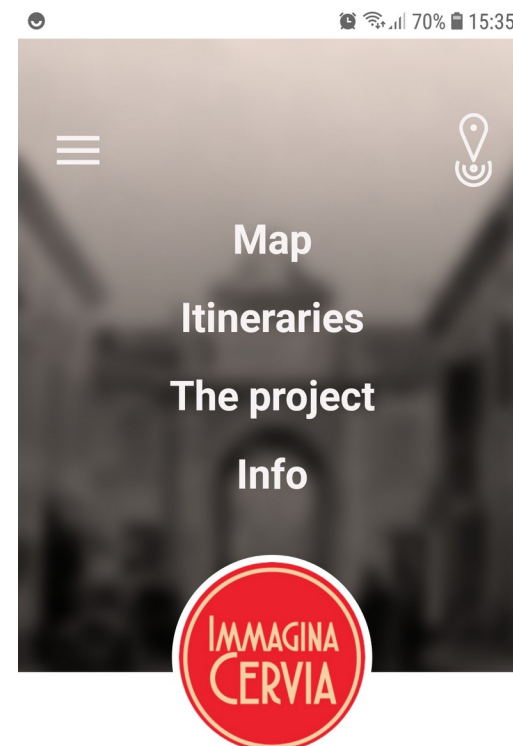 70% 15:35
Map
Itineraries
The project
Info
IMMAGINA
CERVIA